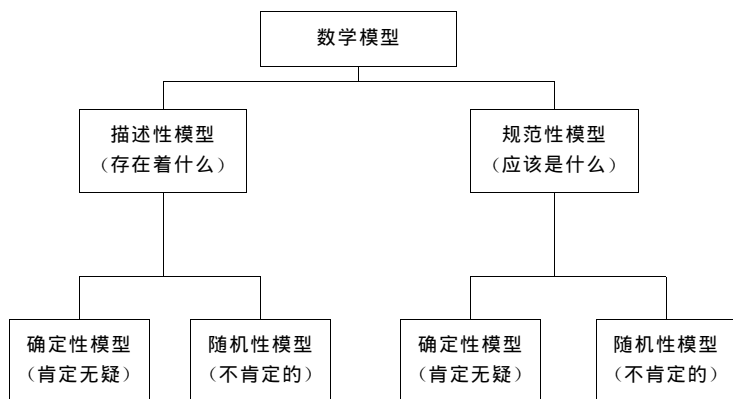 数学模型
描述性模型
（存在着什么）
规范性模型
（应该是什么）
确定性模型
（肯定无疑）
随机性模型
（不肯定的）
确定性模型
（肯定无疑）
随机性模型
（不肯定的）